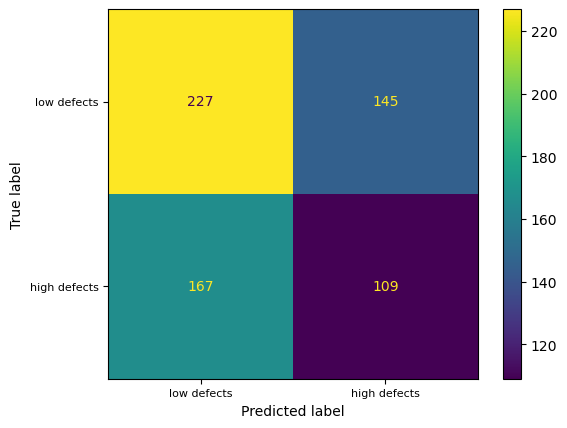 True label
low defects
227
145
high defects
167
109
low defects
high defects
Predicted label
220
200
180
160
140
120